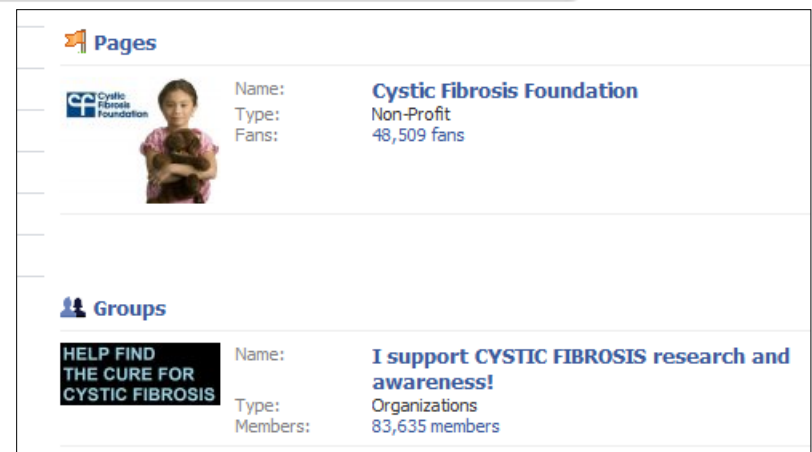 Pages
Cystic
Fibrosis
Foundation
Name: Cystic Fibrosis Foundation
Type: Non-Profit
Fans: 48,509 fans
Groups
HELP FIND
THE CURE FOR
CYSTIC FIBROSIS
Name: I support CYSTIC FIBROSIS research and
awareness!
Type: Organizations
Members: 83,635 members